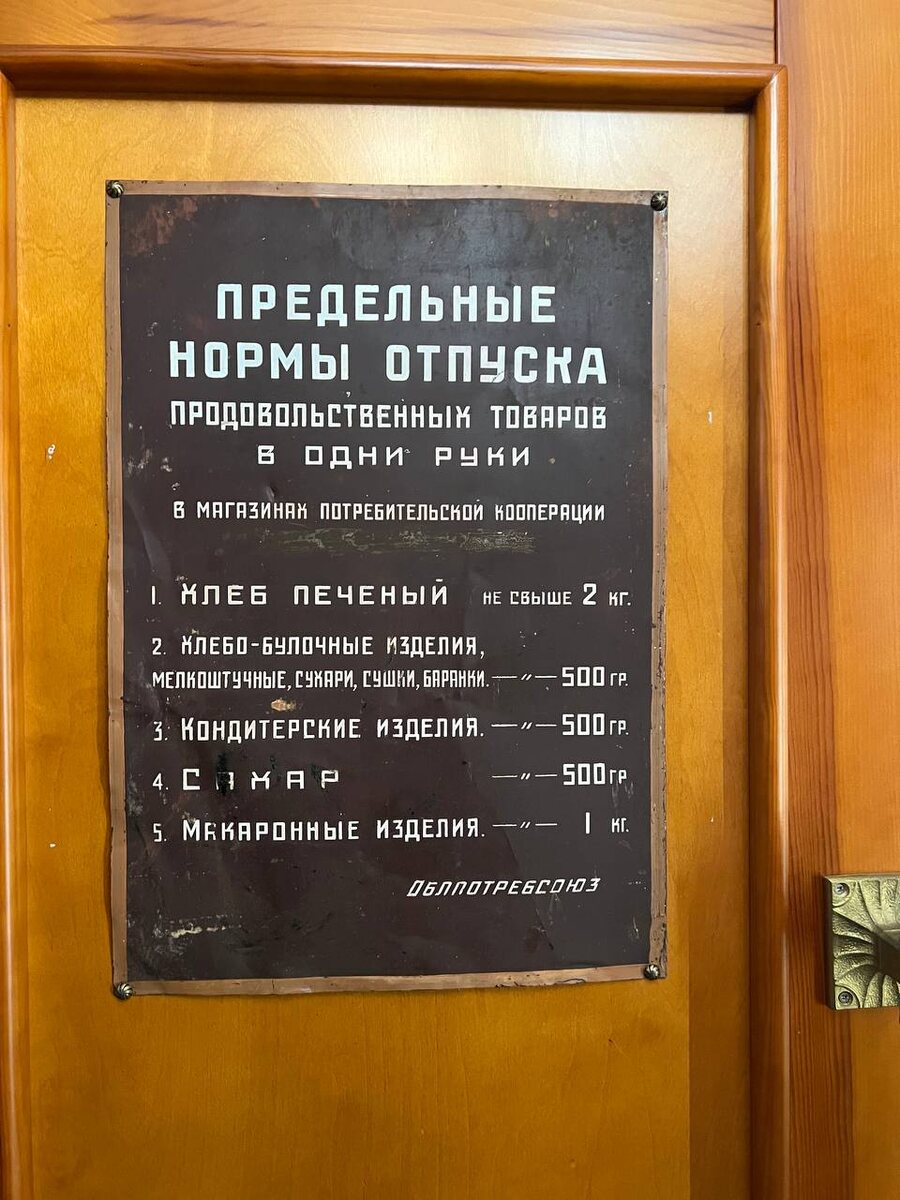 ПРЕДЕЛЬНЫЕ
НОРМЫ ОТПУСКА
ПРОДОВОЛЬСТВЕННЫХ ТОВАРОВ
В ОДНИ РУКИ
В МАГАЗИНАХ ПОТРЕБИТЕЛЬСКОЙ КООПЕРАЦИИ
1. ХЛЕБ ПЕЧЕНЫЙ НЕ СВЫШЕ 2 КГ.
2. ХЛЕБО-БУЛОЧНЫЕ ИЗДЕЛИЯ,
МЕЛКОШТУЧНЫЕ, СУХАРИ, СУШКИ, БАРАНКИ. —〃— 500 ГР.
3. КОНДИТЕРСКИЕ ИЗДЕЛИЯ. —〃— 500 ГР.
4. САХАР —〃— 500 ГР
5. МАКАРОННЫЕ ИЗДЕЛИЯ. —〃— 1 КГ.
ОБЛПОТРЕБСОЮЗ